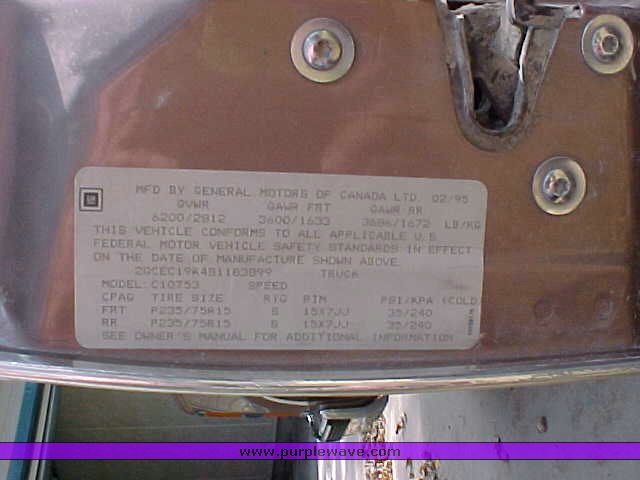 GM
MFD BY GENERAL MOTORS OF CANADA LTD. 02/95
GVWR GAWR FRT GAWR RR
6200/2812 3600/1633 3686/1672 LB/KG
THIS VEHICLE CONFORMS TO ALL APPLICABLE U.S.
FEDERAL MOTOR VEHICLE SAFETY STANDARDS IN EFFECT
ON THE DATE OF MANUFACTURE SHOWN ABOVE.
TRUCK
MODEL: C10753 SPEED
TIRE SIZE RTG RIM PSI/KPA (COLD)
FRT P235/75R15 S 15X7JJ 35/240
RR P235/75R15 S 15X7JJ 35/240
SEE OWNER'S MANUAL FOR ADDITIONAL INFORMATION
www.purplewave.com